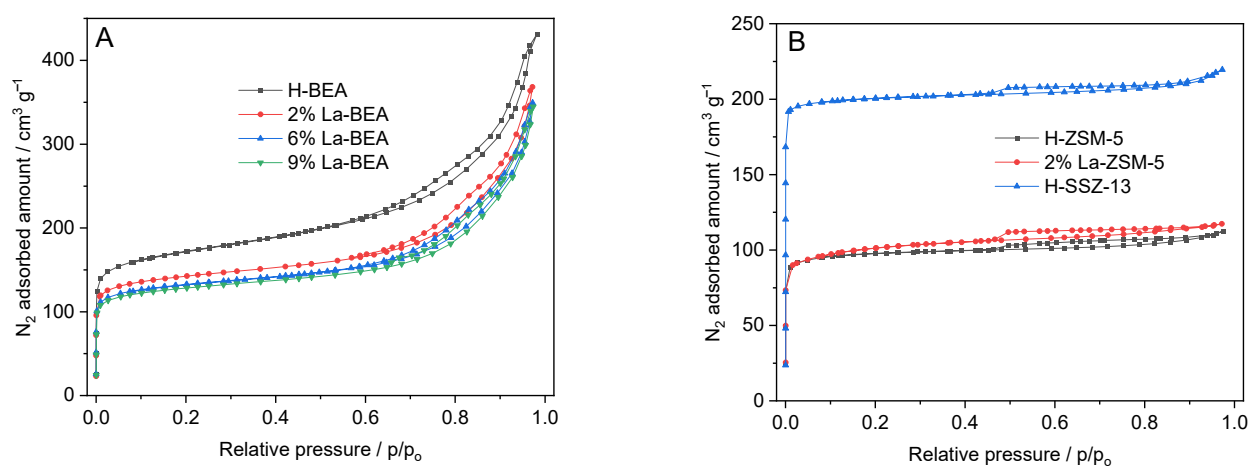 A
H-BEA
2% La-BEA
6% La-BEA
9% La-BEA
N₂ adsorbed amount / cm³ g⁻¹
400
300
200
100
0
0.0 0.2 0.4 0.6 0.8 1.0
Relative pressure / p/pₒ
B
H-ZSM-5
2% La-ZSM-5
H-SSZ-13
N₂ adsorbed amount / cm³ g⁻¹
250
200
150
100
50
0
0.0 0.2 0.4 0.6 0.8 1.0
Relative pressure / p/pₒ